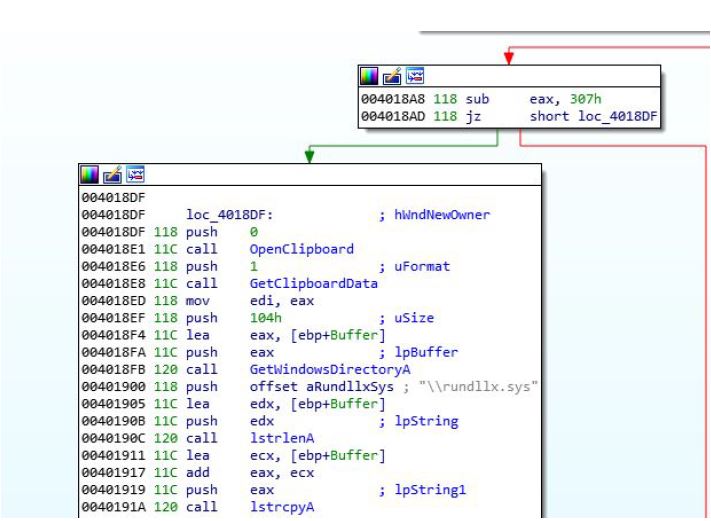 004018A8 118 sub eax, 307h
004018AD 118 jz short loc_4018DF
004018DF
004018DF loc_4018DF: ; hWndNewOwner
004018DF 118 push 0
004018E1 11C call OpenClipboard
004018E6 118 push 1 ; uFormat
004018E8 11C call GetClipboardData
004018ED 118 mov edi, eax
004018EF 118 push 104h ; uSize
004018F4 11C lea eax, [ebp+Buffer]
004018FA 11C push eax ; lpBuffer
004018FB 120 call GetWindowsDirectoryA
00401900 118 push offset aRundllxSys ; "\\rundllx.sys"
00401905 11C lea edx, [ebp+Buffer]
0040190B 11C push edx ; lpString
0040190C 120 call lstrlenA
00401911 11C lea ecx, [ebp+Buffer]
00401917 11C add eax, ecx
00401919 11C push eax ; lpString1
0040191A 120 call lstrcpyA